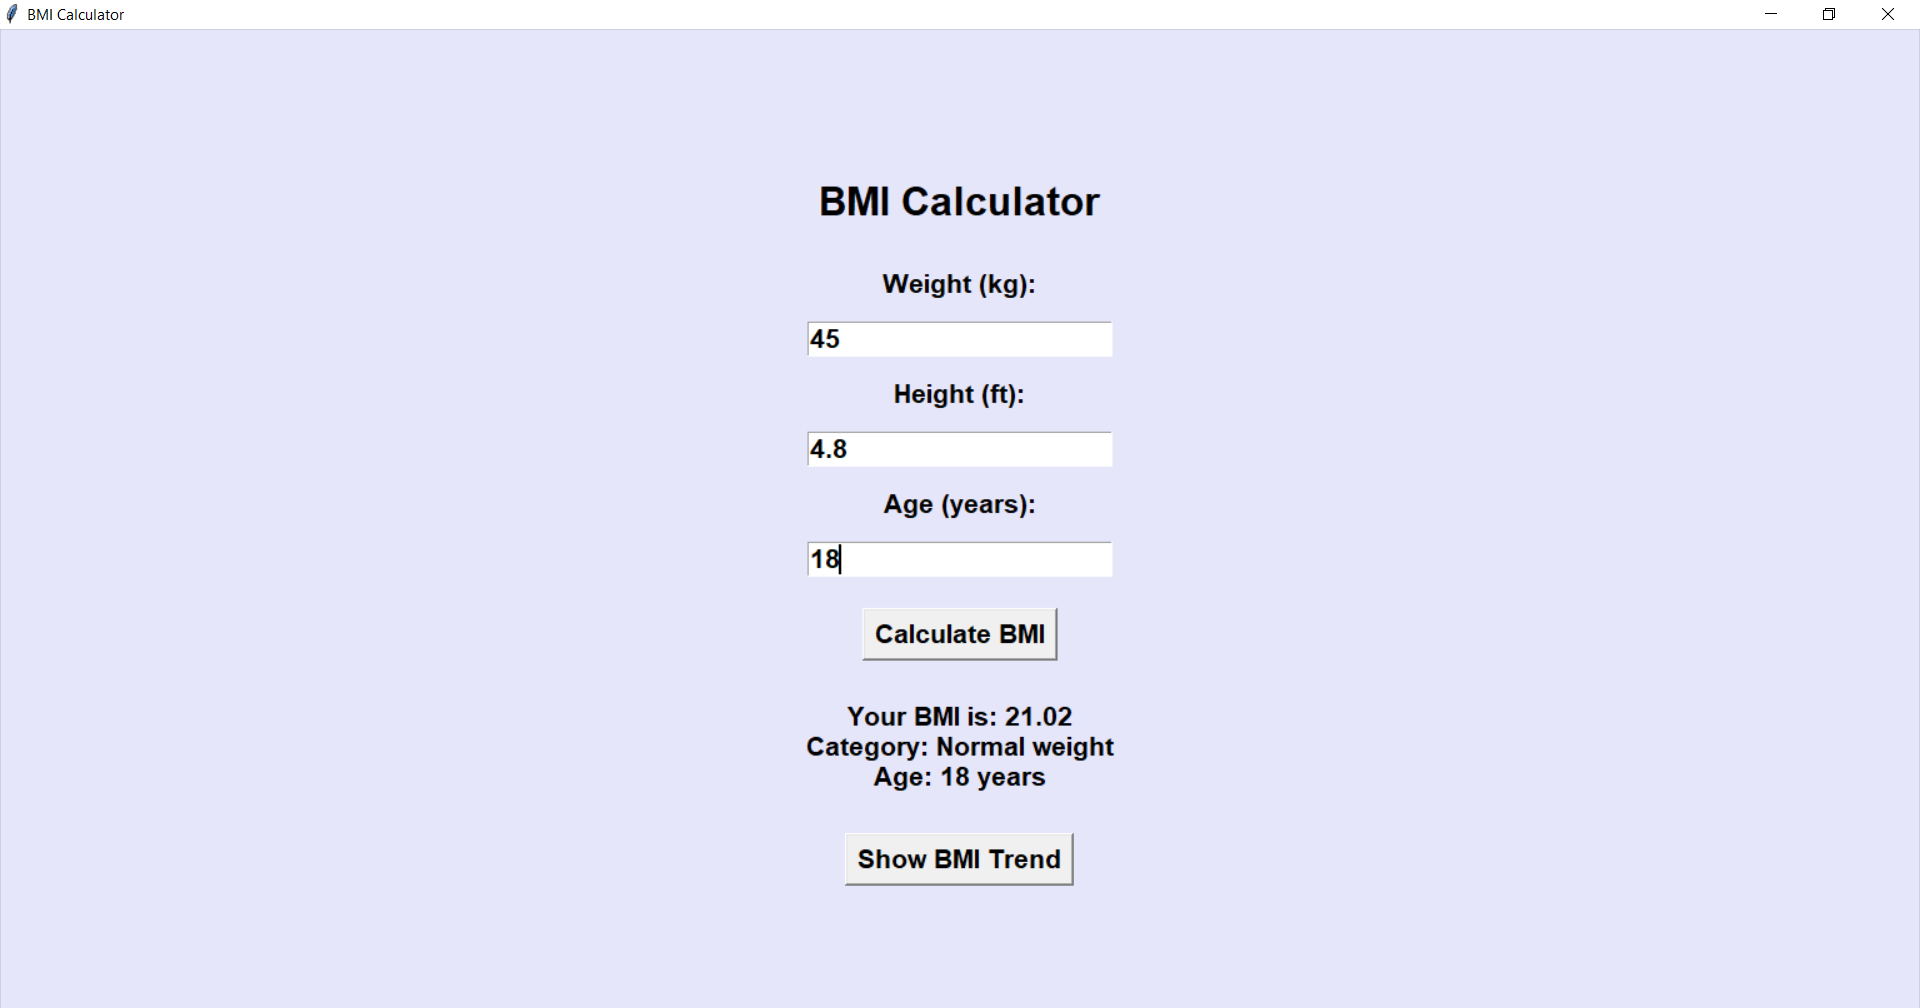 BMI Calculator
BMI Calculator
Weight (kg):
45
Height (ft):
4.8
Age (years):
18
Calculate BMI
Your BMI is: 21.02
Category: Normal weight
Age: 18 years
Show BMI Trend